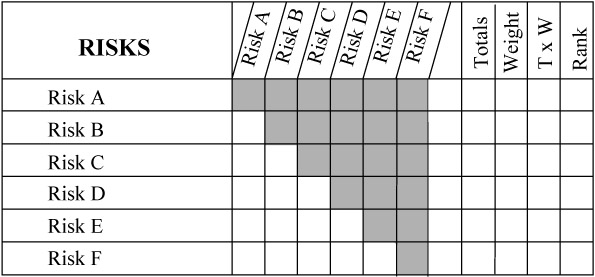 RISKS
Risk A
Risk B
Risk C
Risk D
Risk E
Risk F
Totals
Weight
T x W
Rank
Risk A
Risk B
Risk C
Risk D
Risk E
Risk F